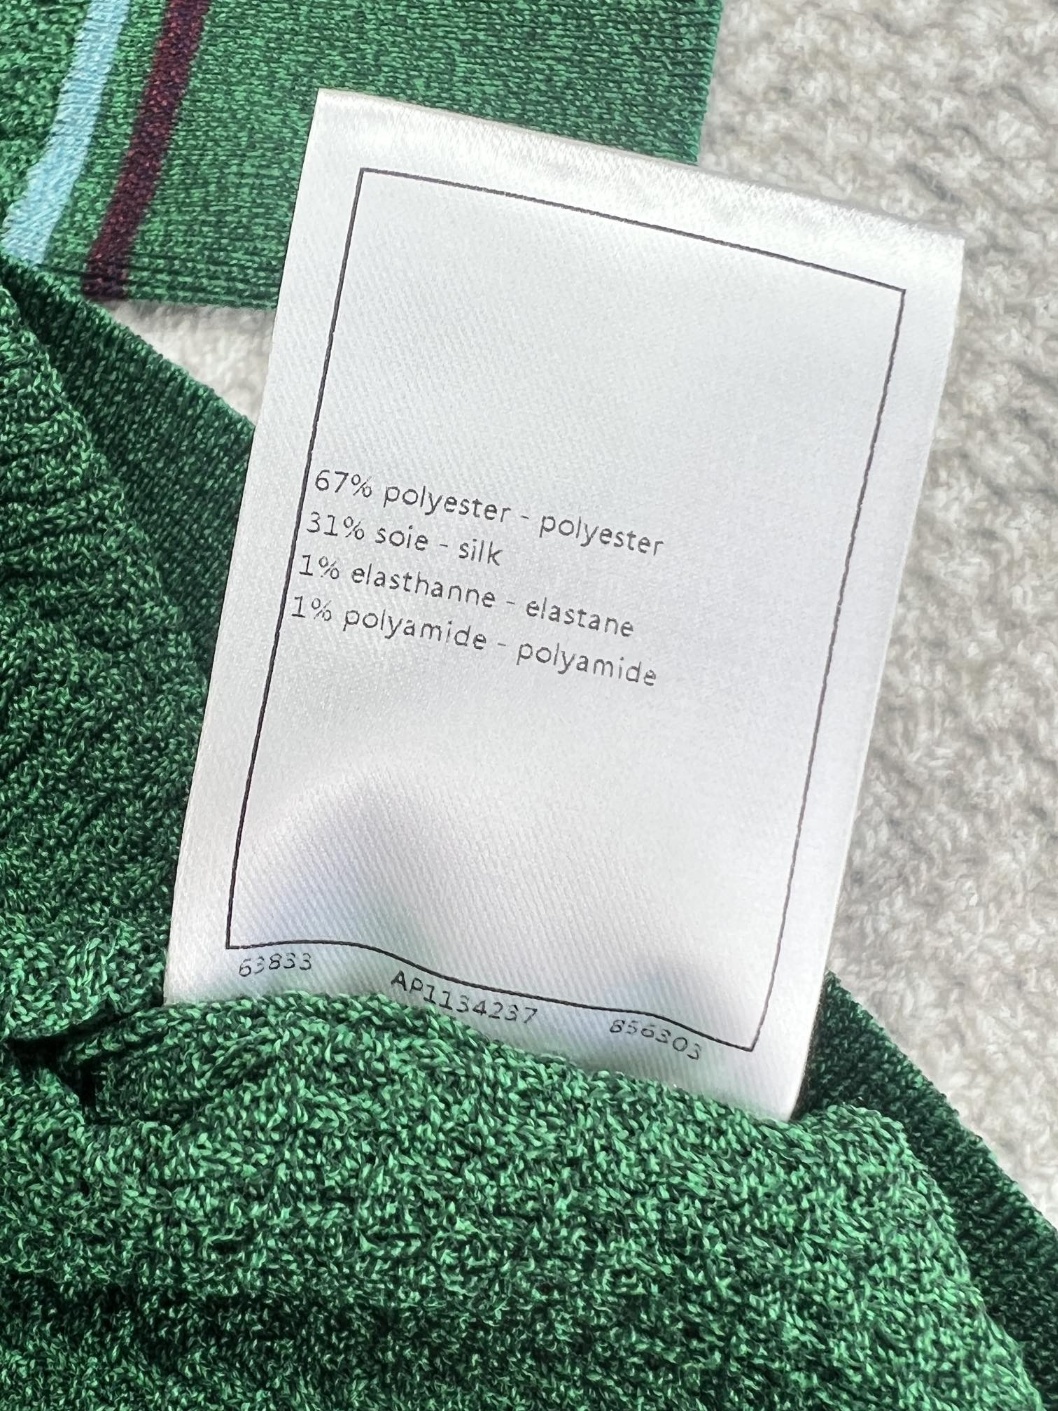 67% polyester - polyester
31% soie - silk
1% elasthanne - elastane
1% polyamide - polyamide
63833 AP1134237 856303